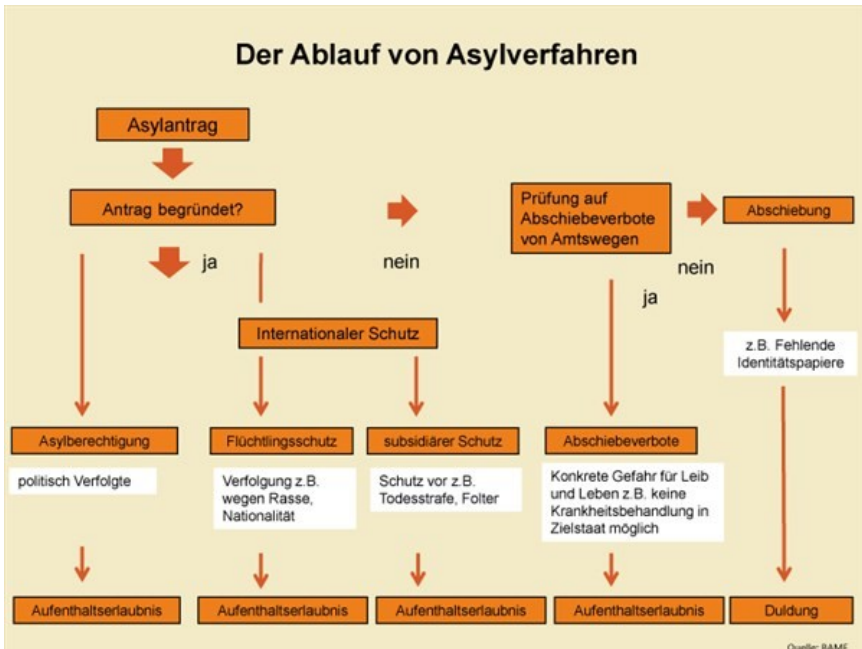 Der Ablauf von Asylverfahren
Asylantrag
Antrag begründet?
Prüfung auf
Abschiebeverbote
von Amtswegen
Abschiebung
ja
nein
nein
ja
Internationaler Schutz
z.B. Fehlende
Identitätspapiere
Asylberechtigung
Flüchtlingsschutz
subsidiärer Schutz
Abschiebeverbote
politisch Verfolgte
Verfolgung z.B.
wegen Rasse,
Nationalität
Schutz vor z.B.
Todesstrafe, Folter
Konkrete Gefahr für Leib
und Leben z.B. keine
Krankheitsbehandlung in
Zielstaat möglich
Aufenthaltserlaubnis
Aufenthaltserlaubnis
Aufenthaltserlaubnis
Aufenthaltserlaubnis
Duldung
Quelle: BAMF